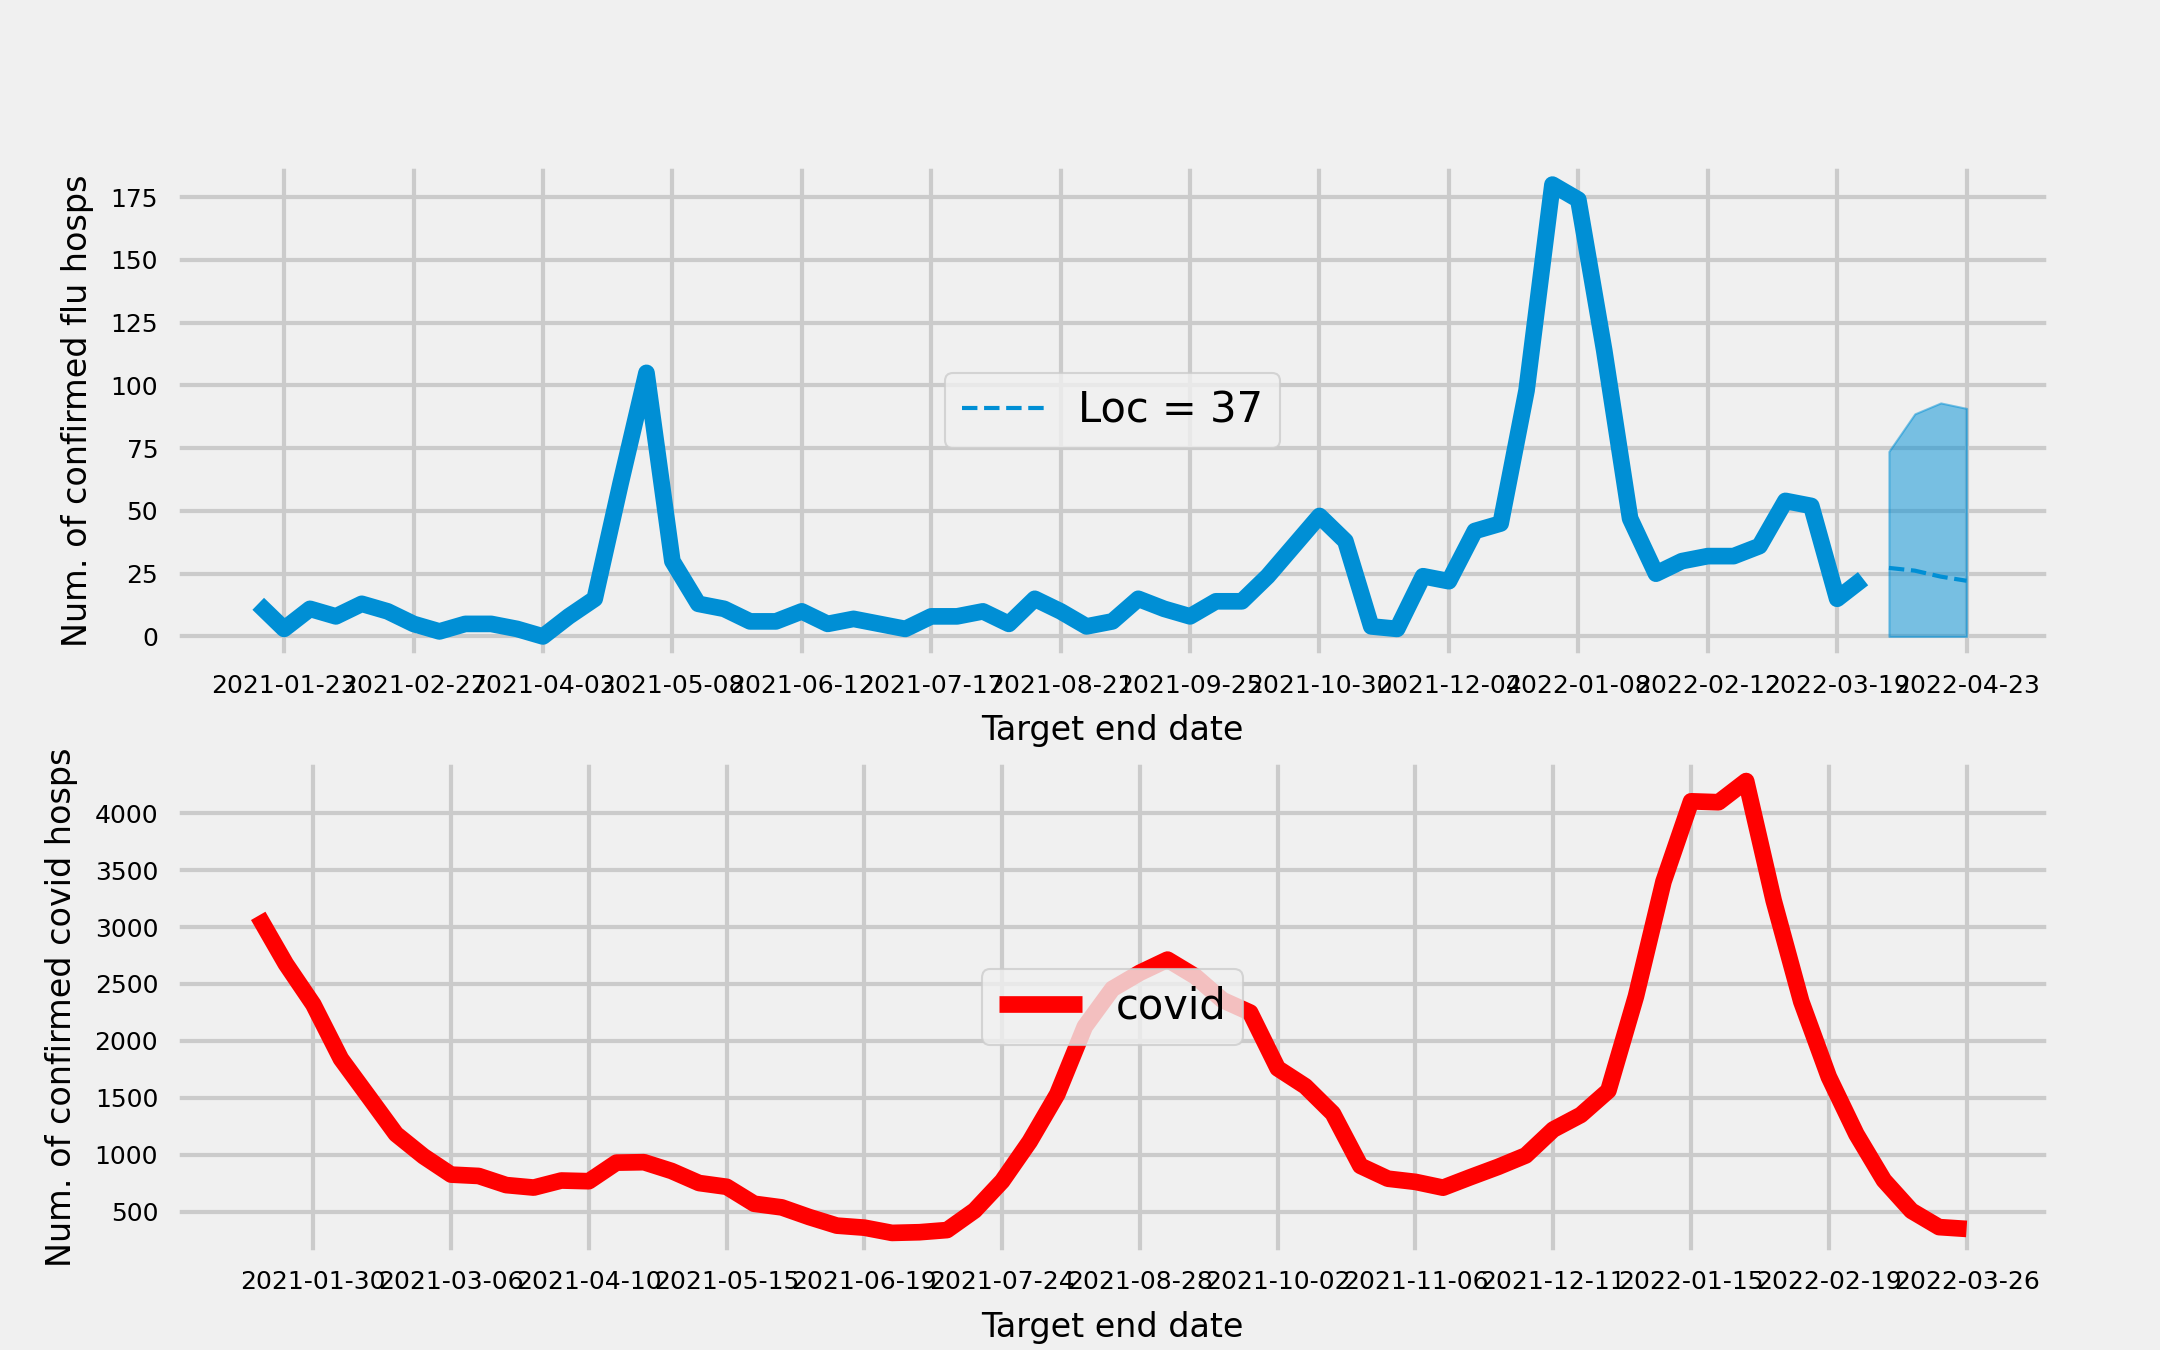 Num. of confirmed flu hosps
175
150
125
100
75
50
25
0
Loc = 37
2021-01-23 2021-02-27 2021-04-03 2021-05-08 2021-06-12 2021-07-17 2021-08-21 2021-09-25 2021-10-30 2021-12-04 2022-01-08 2022-02-12 2022-03-19 2022-04-23
Target end date
Num. of confirmed covid hosps
4000
3500
3000
2500
2000
1500
1000
500
covid
2021-01-30 2021-03-06 2021-04-10 2021-05-15 2021-06-19 2021-07-24 2021-08-28 2021-10-02 2021-11-06 2021-12-11 2022-01-15 2022-02-19 2022-03-26
Target end date